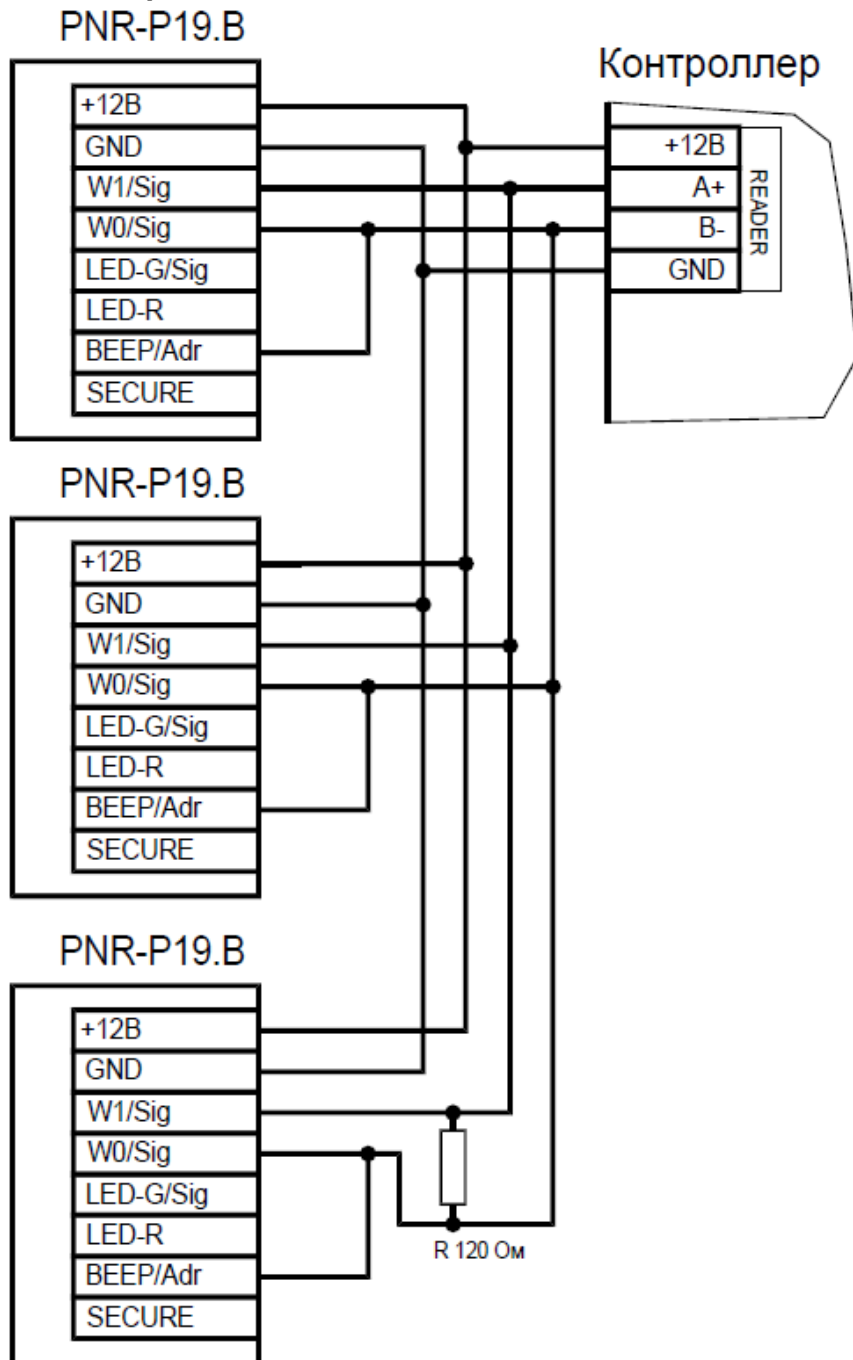 PNR-P19.B
+12В
GND
W1/Sig
W0/Sig
LED-G/Sig
LED-R
BEEP/Adr
SECURE
Контроллер
+12В
A+
B-
GND
READER
PNR-P19.B
+12В
GND
W1/Sig
W0/Sig
LED-G/Sig
LED-R
BEEP/Adr
SECURE
PNR-P19.B
+12В
GND
W1/Sig
W0/Sig
LED-G/Sig
LED-R
BEEP/Adr
SECURE
R 120 Ом